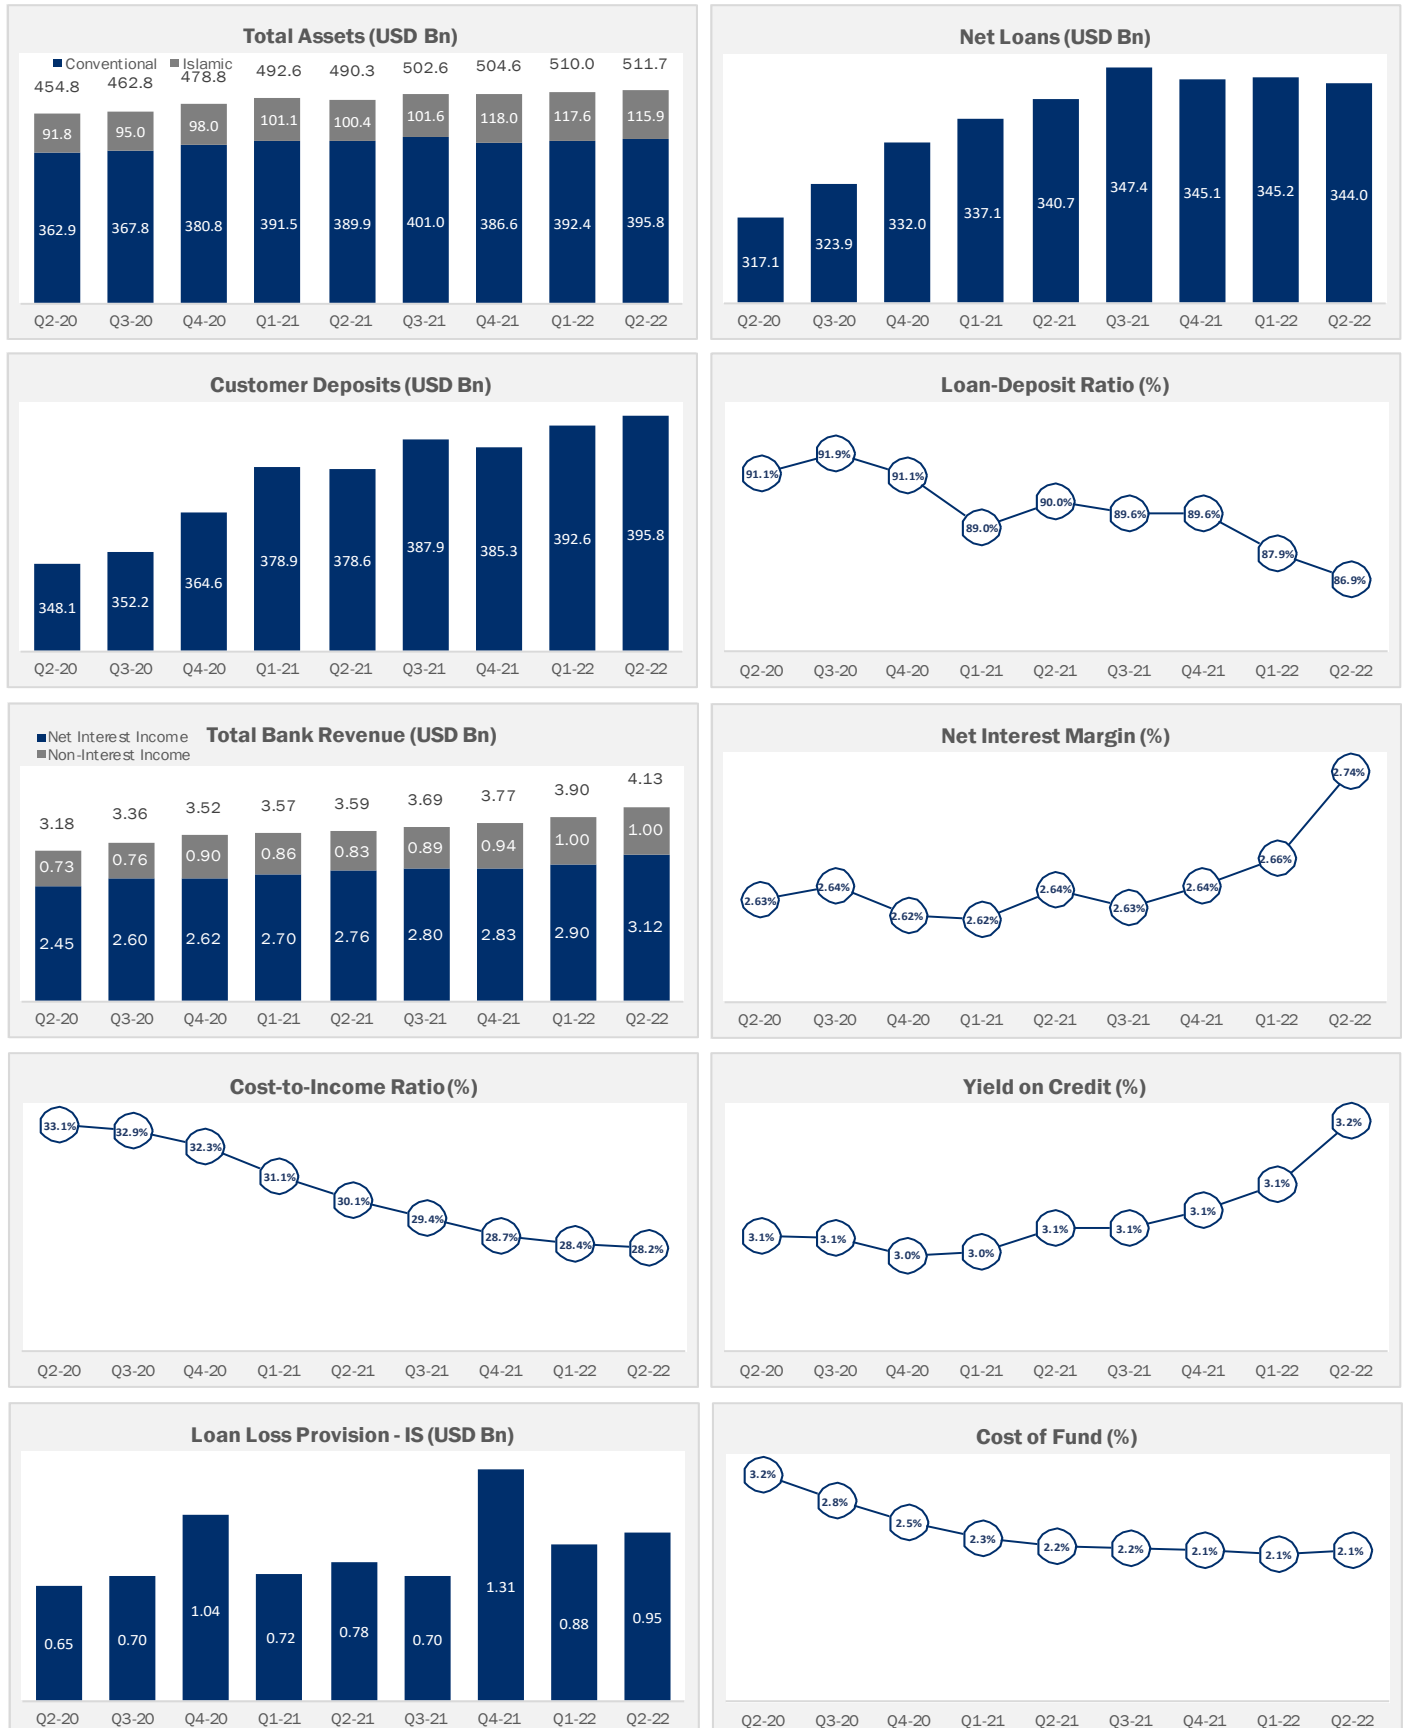 Total Assets (USD Bn)
Conventional Islamic
454.8 462.8 478.8 492.6 490.3 502.6 504.6 510.0 511.7
91.8 95.0 98.0 101.1 100.4 101.6 118.0 117.6 115.9
362.9 367.8 380.8 391.5 389.9 401.0 386.6 392.4 395.8
Q2-20 Q3-20 Q4-20 Q1-21 Q2-21 Q3-21 Q4-21 Q1-22 Q2-22
Net Loans (USD Bn)
317.1 323.9 332.0 337.1 340.7 347.4 345.1 345.2 344.0
Q2-20 Q3-20 Q4-20 Q1-21 Q2-21 Q3-21 Q4-21 Q1-22 Q2-22
Customer Deposits (USD Bn)
348.1 352.2 364.6 378.9 378.6 387.9 385.3 392.6 395.8
Q2-20 Q3-20 Q4-20 Q1-21 Q2-21 Q3-21 Q4-21 Q1-22 Q2-22
Loan-Deposit Ratio (%)
91.1% 91.9% 91.1% 89.0% 90.0% 89.6% 89.6% 87.9% 86.9%
Q2-20 Q3-20 Q4-20 Q1-21 Q2-21 Q3-21 Q4-21 Q1-22 Q2-22
Total Bank Revenue (USD Bn)
Net Interest Income
Non-Interest Income
3.18 3.36 3.52 3.57 3.59 3.69 3.77 3.90 4.13
0.73 0.76 0.90 0.86 0.83 0.89 0.94 1.00 1.00
2.45 2.60 2.62 2.70 2.76 2.80 2.83 2.90 3.12
Q2-20 Q3-20 Q4-20 Q1-21 Q2-21 Q3-21 Q4-21 Q1-22 Q2-22
Net Interest Margin (%)
2.63% 2.64% 2.62% 2.62% 2.64% 2.63% 2.64% 2.66% 2.74%
Q2-20 Q3-20 Q4-20 Q1-21 Q2-21 Q3-21 Q4-21 Q1-22 Q2-22
Cost-to-Income Ratio (%)
33.1% 32.9% 32.3% 31.1% 30.1% 29.4% 28.7% 28.4% 28.2%
Q2-20 Q3-20 Q4-20 Q1-21 Q2-21 Q3-21 Q4-21 Q1-22 Q2-22
Yield on Credit (%)
3.1% 3.1% 3.0% 3.0% 3.1% 3.1% 3.1% 3.1% 3.2%
Q2-20 Q3-20 Q4-20 Q1-21 Q2-21 Q3-21 Q4-21 Q1-22 Q2-22
Loan Loss Provision - IS (USD Bn)
0.65 0.70 1.04 0.72 0.78 0.70 1.31 0.88 0.95
Q2-20 Q3-20 Q4-20 Q1-21 Q2-21 Q3-21 Q4-21 Q1-22 Q2-22
Cost of Fund (%)
3.2% 2.8% 2.5% 2.3% 2.2% 2.2% 2.1% 2.1% 2.1%
Q2-20 Q3-20 Q4-20 Q1-21 Q2-21 Q3-21 Q4-21 Q1-22 Q2-22